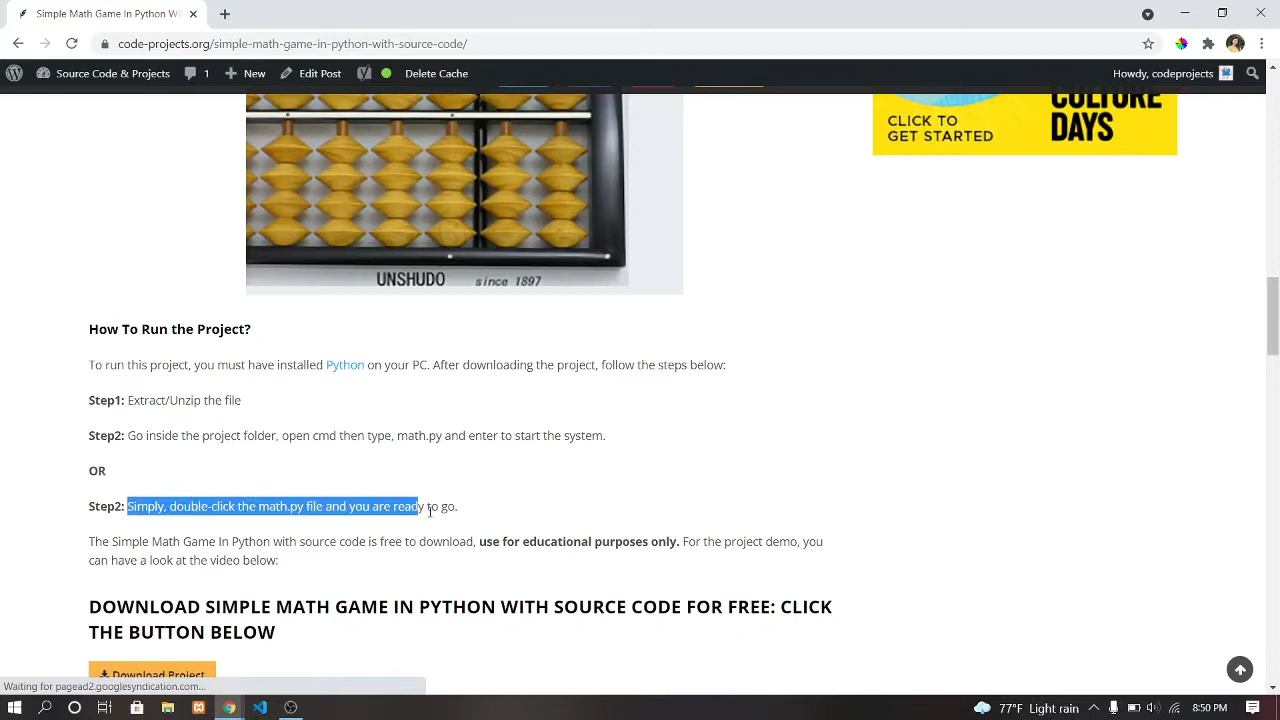 Simple Math Game In Python Wit
code-projects.org/simple-math-game-in-python-with-source-code/
Source Code & Projects
1
New
Edit Post
Delete Cache
Howdy, codeprojects
CULTURE
DAYS
CLICK TO
GET STARTED
UNSHUDO since 1897
How To Run the Project?
To run this project, you must have installed Python on your PC. After downloading the project, follow the steps below:
Step1: Extract/Unzip the file
Step2: Go inside the project folder, open cmd then type, math.py and enter to start the system.
OR
Step2: Simply, double-click the math.py file and you are ready to go.
The Simple Math Game In Python with source code is free to download, use for educational purposes only. For the project demo, you
can have a look at the video below:
DOWNLOAD SIMPLE MATH GAME IN PYTHON WITH SOURCE CODE FOR FREE: CLICK
THE BUTTON BELOW
Download Project
Waiting for pagead2.googlesyndication.com...
77°F Light rain
8:50 PM